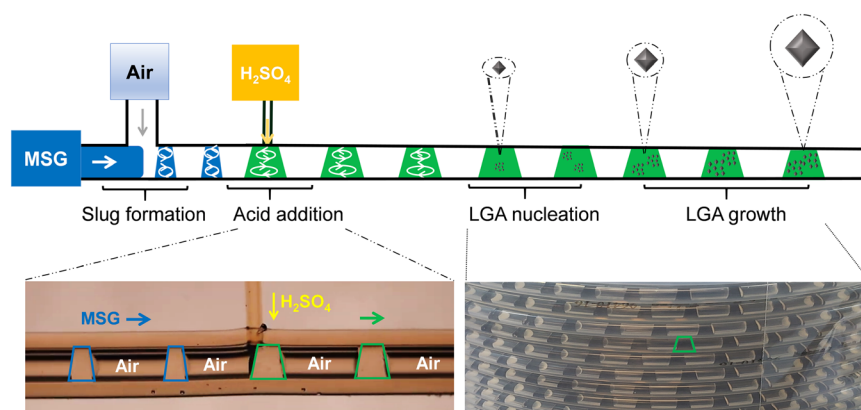 Air
H₂SO₄
MSG
Slug formation
Acid addition
LGA nucleation
LGA growth
MSG
H₂SO₄
Air
Air
Air
Air